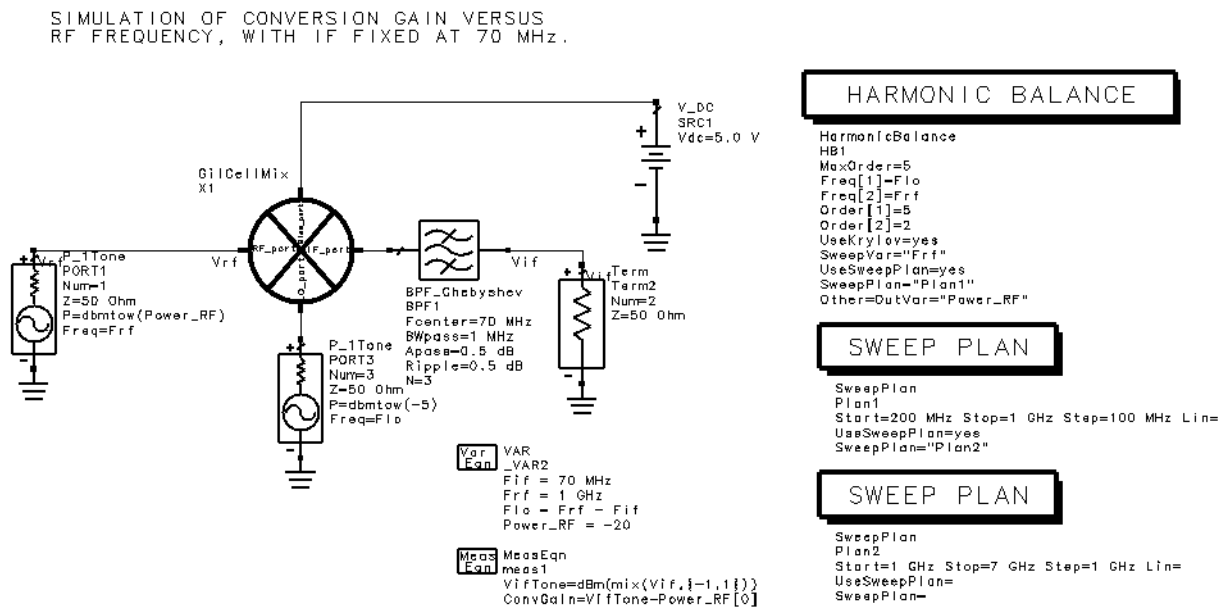 SIMULATION OF CONVERSION GAIN VERSUS
RF FREQUENCY, WITH IF FIXED AT 70 MHz.
V_DC
SRC1
Vdc=5.0 V
+
-
GilCellMix
X1
RF_port
IF_port
Vrf
Vrf
P_1Tone
PORT1
Num=1
Z=50 Ohm
P=dbmtow(Power_RF)
Freq=Frf
+
-
P_1Tone
PORT3
Num=3
Z=50 Ohm
P=dbmtow(-5)
Freq=Flo
+
-
BPF_Chebyshev
BPF1
Fcenter=70 MHz
BWpass=1 MHz
Apass=0.5 dB
Ripple=0.5 dB
N=3
Vif
Vif
Term
Term2
Num=2
Z=50 Ohm
+
-
Var
Eqn
VAR
_VAR2
Fif = 70 MHz
Frf = 1 GHz
Flo = Frf - Fif
Power_RF = -20
Meas
Eqn
MeasEqn
meas1
VifTone=dBm(mix(Vif,{-1,1}))
ConvGain=VifTone-Power_RF[0]
HARMONIC BALANCE
HarmonicBalance
HB1
MaxOrder=5
Freq[1]=Flo
Freq[2]=Frf
Order[1]=5
Order[2]=2
UseKrylov=yes
SweepVar="Frf"
UseSweepPlan=yes
SweepPlan="Plan1"
Other=OutVar="Power_RF"
SWEEP PLAN
SweepPlan
Plan1
Start=200 MHz Stop=1 GHz Step=100 MHz Lin=
UseSweepPlan=yes
SweepPlan="Plan2"
SWEEP PLAN
SweepPlan
Plan2
Start=1 GHz Stop=7 GHz Step=1 GHz Lin=
UseSweepPlan=
SweepPlan=